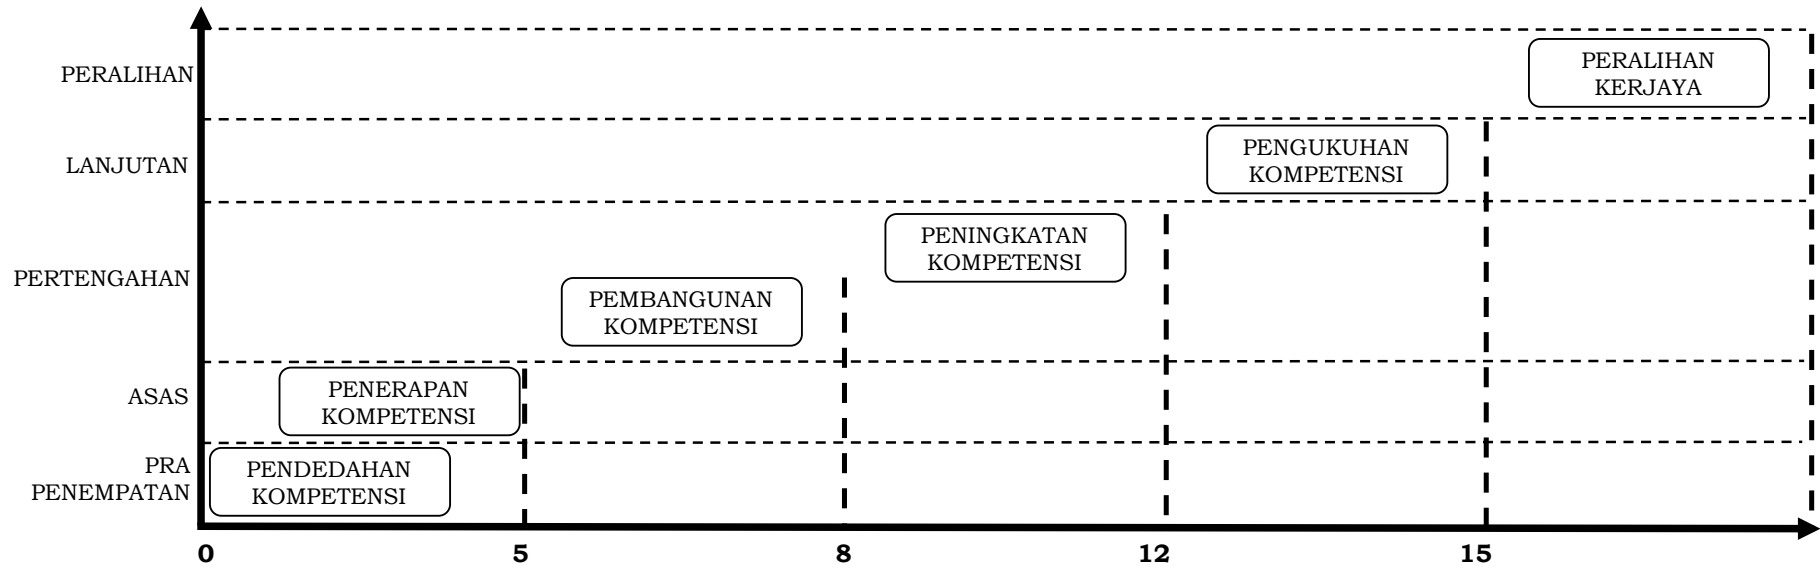 PERALIHAN
PERALIHAN
KERJAYA
LANJUTAN
PENGUKUHAN
KOMPETENSI
PERTENGAHAN
PENINGKATAN
KOMPETENSI
PEMBANGUNAN
KOMPETENSI
ASAS
PENERAPAN
KOMPETENSI
PRA
PENEMPATAN
PENDEDAHAN
KOMPETENSI
0 5 8 12 15